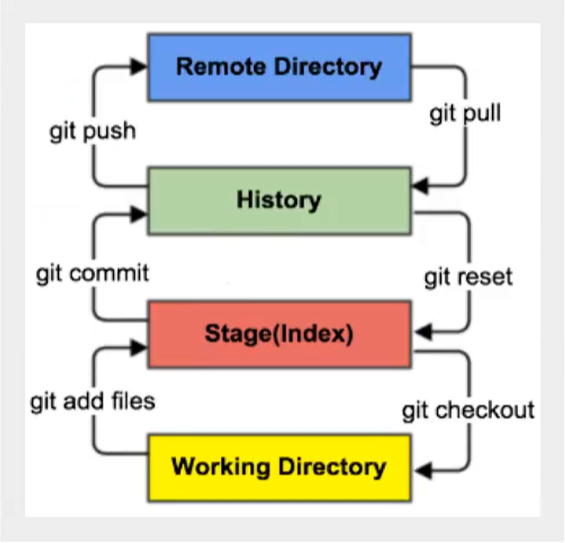 Remote Directory
git push
git pull
History
git commit
git reset
Stage(Index)
git add files
git checkout
Working Directory